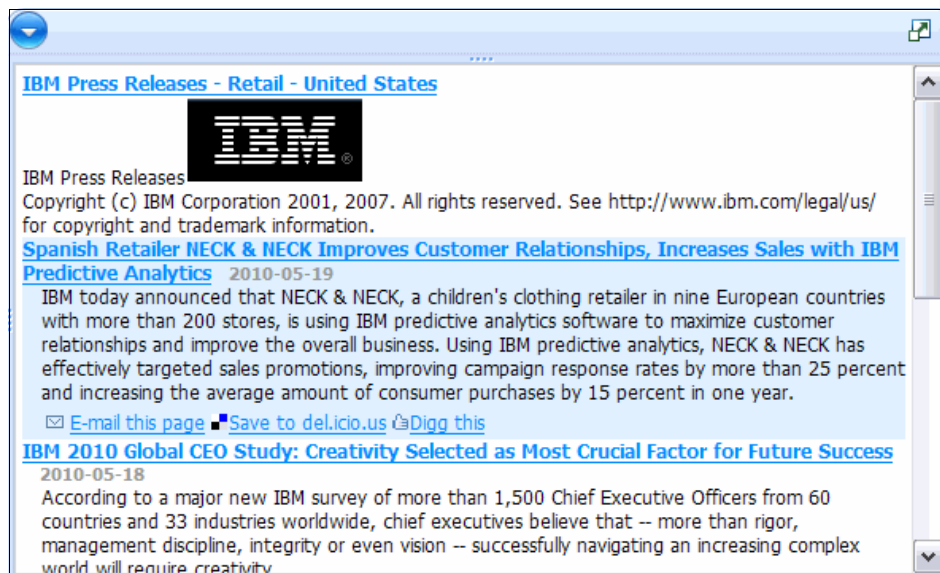 IBM Press Releases - Retail - United States
IBM®
IBM Press Releases
Copyright (c) IBM Corporation 2001, 2007. All rights reserved. See http://www.ibm.com/legal/us/
for copyright and trademark information.
Spanish Retailer NECK & NECK Improves Customer Relationships, Increases Sales with IBM
Predictive Analytics 2010-05-19
IBM today announced that NECK & NECK, a children's clothing retailer in nine European countries
with more than 200 stores, is using IBM predictive analytics software to maximize customer
relationships and improve the overall business. Using IBM predictive analytics, NECK & NECK has
effectively targeted sales promotions, improving campaign response rates by more than 25 percent
and increasing the average amount of consumer purchases by 15 percent in one year.
E-mail this page Save to del.icio.us Digg this
IBM 2010 Global CEO Study: Creativity Selected as Most Crucial Factor for Future Success
2010-05-18
According to a major new IBM survey of more than 1,500 Chief Executive Officers from 60
countries and 33 industries worldwide, chief executives believe that -- more than rigor,
management discipline, integrity or even vision -- successfully navigating an increasing complex
world will require creativity.